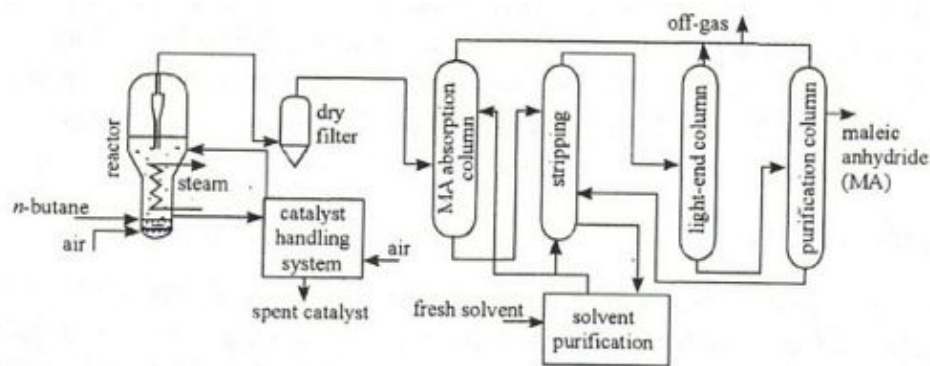 off-gas
reactor
dry
filter
steam
n-butane
air
catalyst
handling
system
air
spent catalyst
MA absorption
column
stripping
light-end column
purification column
maleic
anhydride
(MA)
fresh solvent
solvent
purification